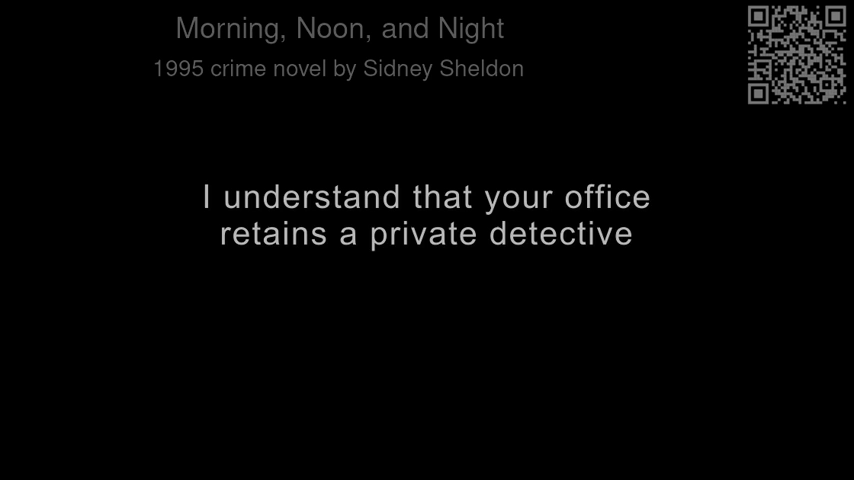 Morning, Noon, and Night
1995 crime novel by Sidney Sheldon
I understand that your office
retains a private detective